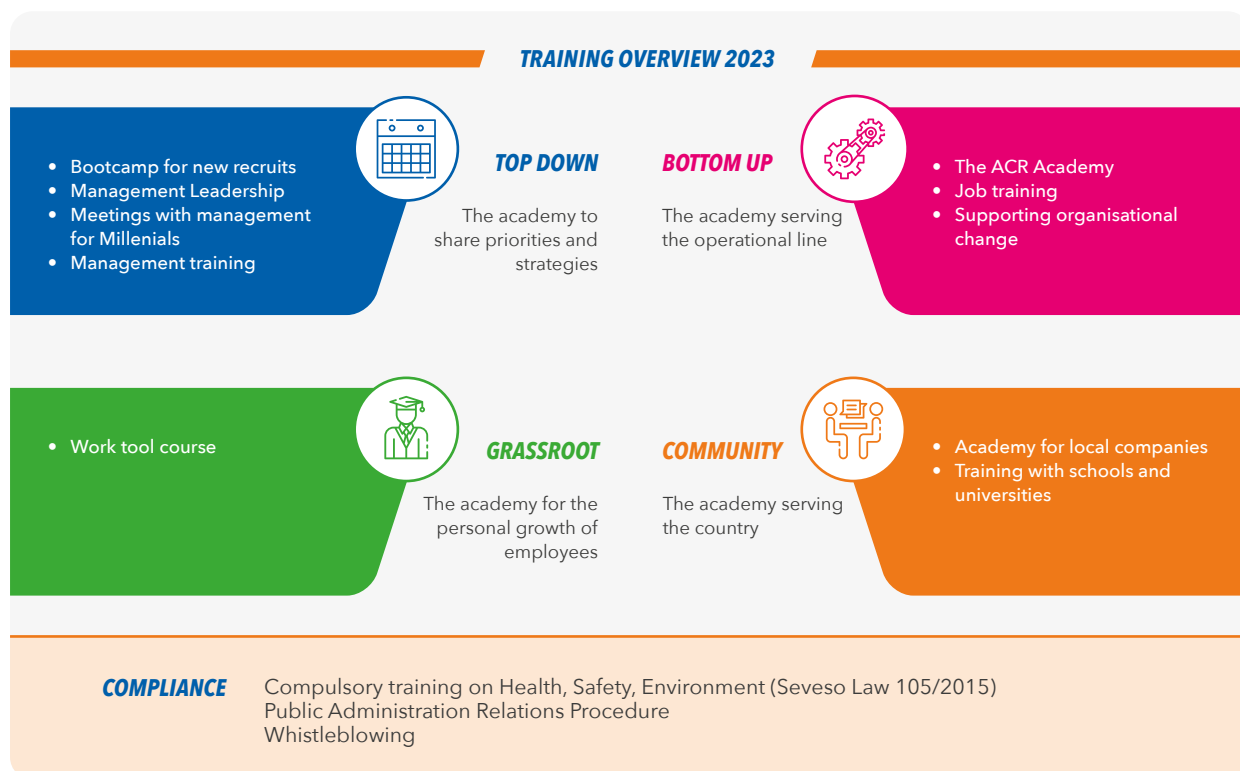 TRAINING OVERVIEW 2023
• Bootcamp for new recruits
• Management Leadership
• Meetings with management
for Millenials
• Management training
TOP DOWN
The academy to
share priorities and
strategies
BOTTOM UP
The academy serving
the operational line
• The ACR Academy
• Job training
• Supporting organisational
change
• Work tool course
GRASSROOT
The academy for the
personal growth of
employees
COMMUNITY
The academy serving
the country
• Academy for local companies
• Training with schools and
universities
COMPLIANCE
Compulsory training on Health, Safety, Environment (Seveso Law 105/2015)
Public Administration Relations Procedure
Whistleblowing